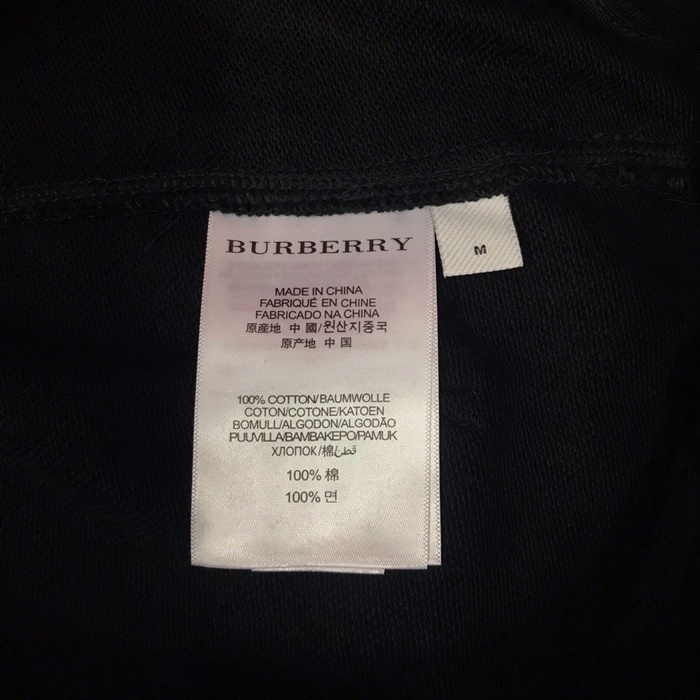 BURBERRY
M
MADE IN CHINA
FABRIQUÉ EN CHINE
FABRICADO NA CHINA
原産地 中國/원산지중국
原产地 中国
100% COTTON/BAUMWOLLE
COTON/COTONE/KATOEN
BOMULL/ALGODON/ALGODÃO
PUUVILLA/BAMBAKEPO/PAMUK
ХЛОПОК/棉/قطن
100% 棉
100% 면